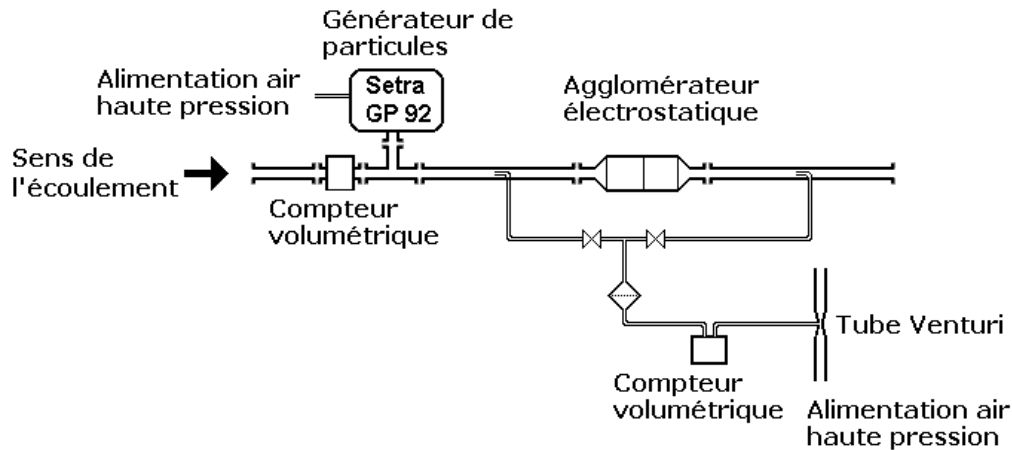 Générateur de
particules
Alimentation air
haute pression
Setra
GP 92
Agglomérateur
électrostatique
Sens de
l'écoulement
Compteur
volumétrique
Tube Venturi
Compteur
volumétrique
Alimentation air
haute pression